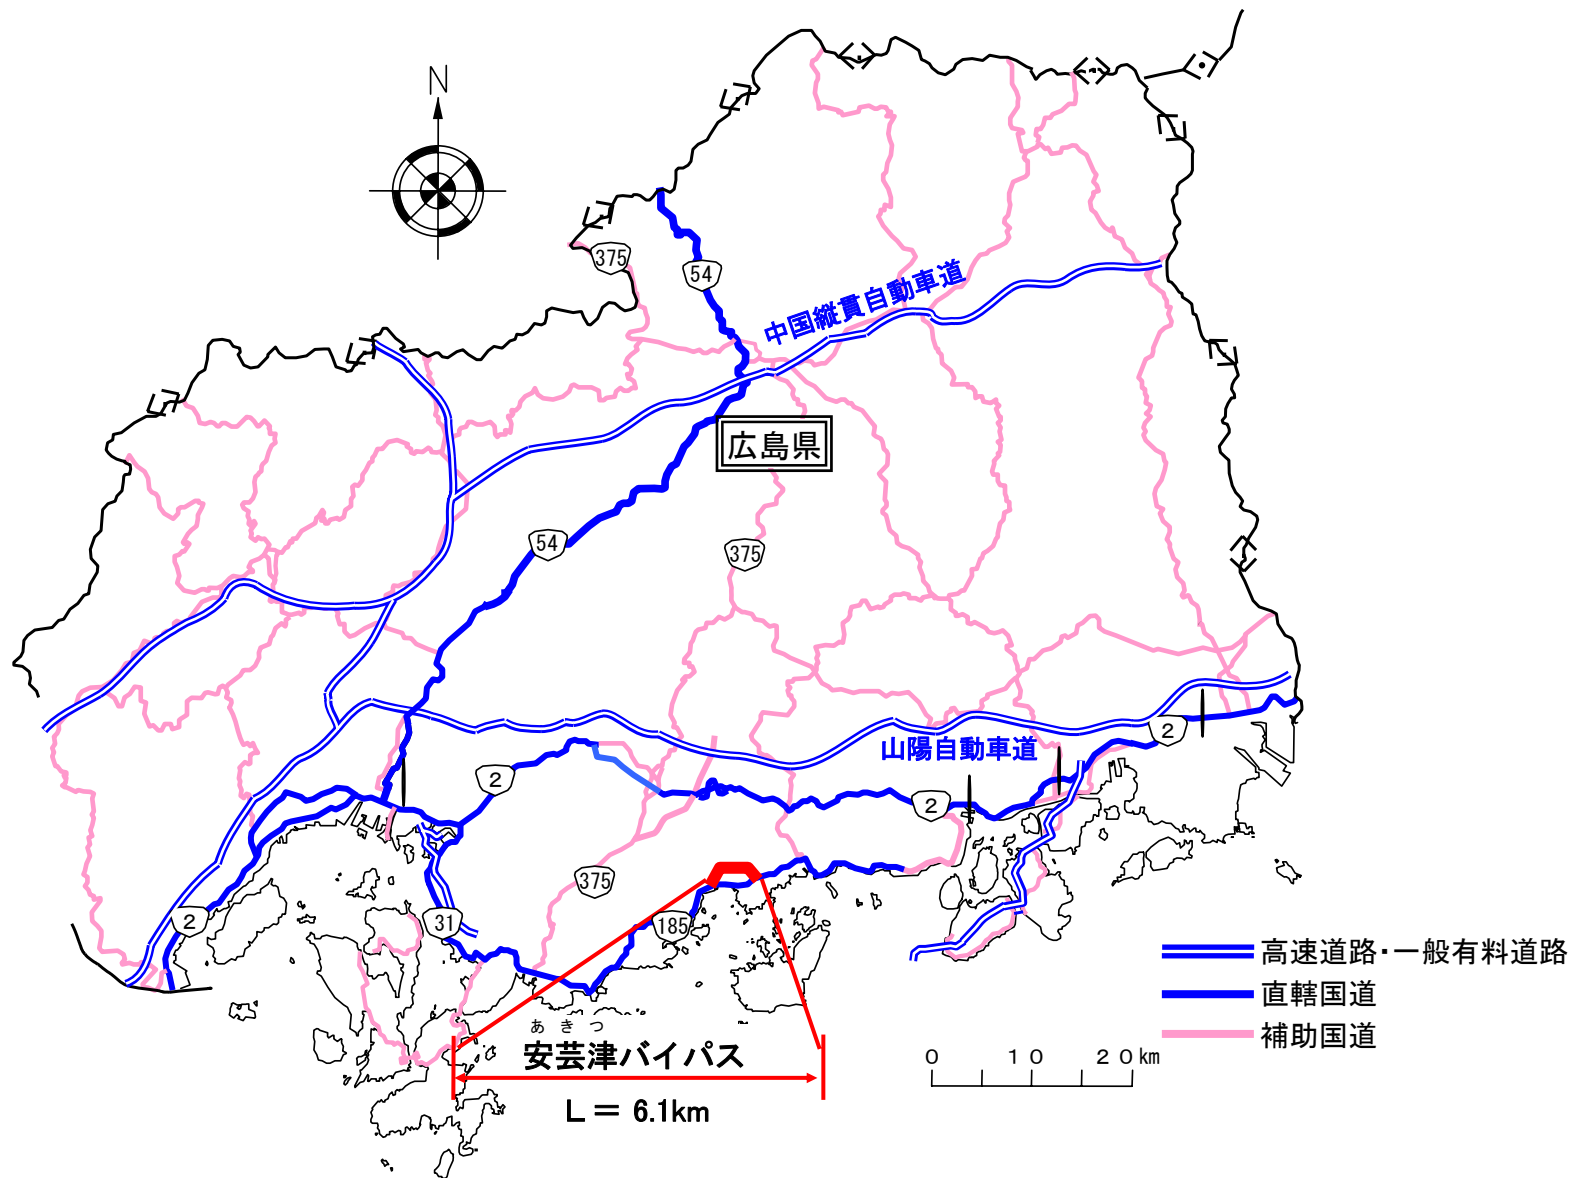 N
375
54
中国縦貫自動車道
広島県
54
375
山陽自動車道
2
2
2
375
2
31
185
高速道路・一般有料道路
直轄国道
補助国道
あきつ
安芸津バイパス
L＝6.1km
0 10 20km